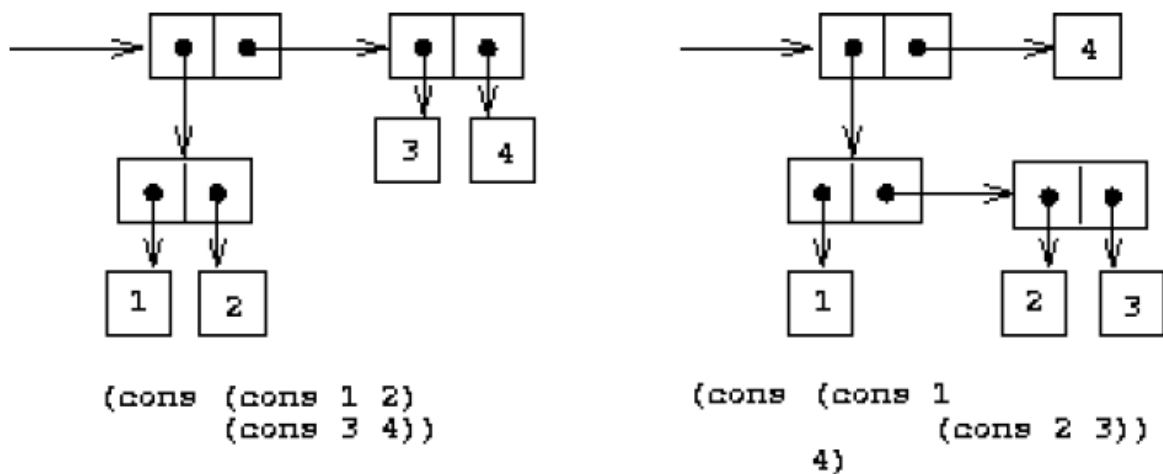 4
3 4
1 2
1 2 3
(cons (cons 1 2)
(cons 3 4))
(cons (cons 1
(cons 2 3))
4)